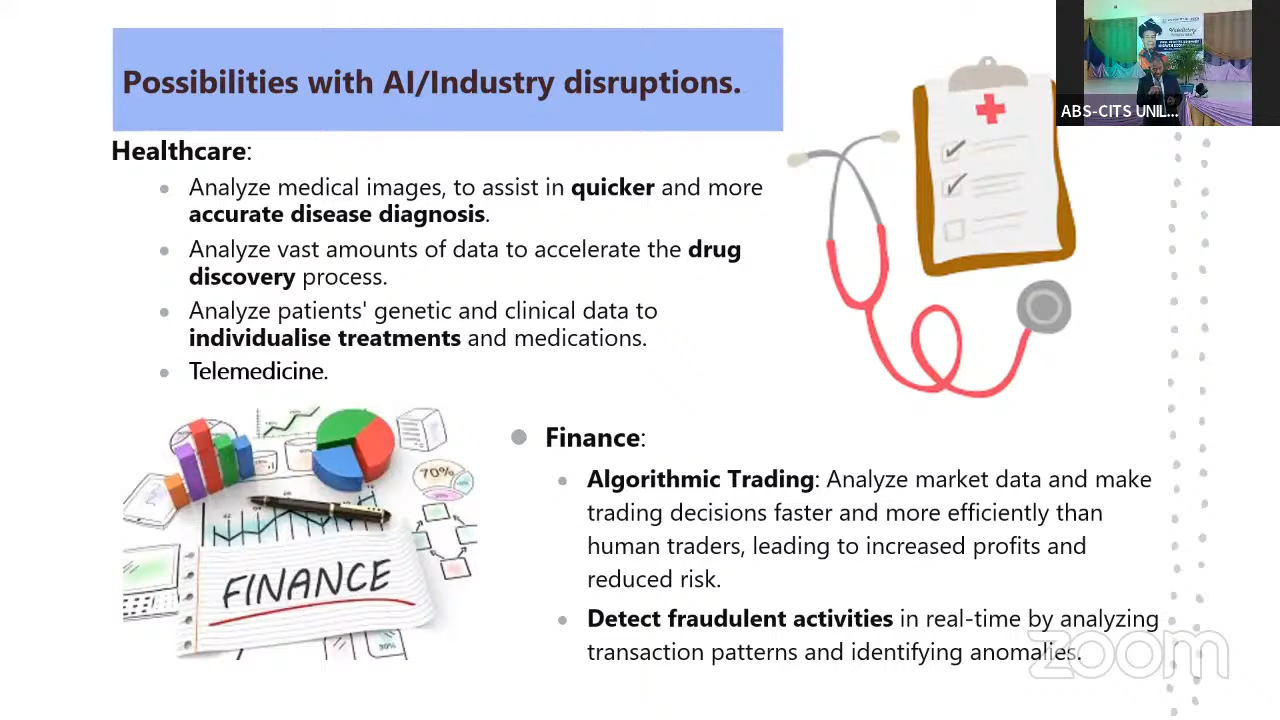 Possibilities with AI/Industry disruptions.
ABS-CITS UNIL...
Healthcare:
Analyze medical images, to assist in quicker and more
accurate disease diagnosis.
Analyze vast amounts of data to accelerate the drug
discovery process.
Analyze patients' genetic and clinical data to
individualise treatments and medications.
Telemedicine.
70%
FINANCE
30%
Finance:
Algorithmic Trading: Analyze market data and make
trading decisions faster and more efficiently than
human traders, leading to increased profits and
reduced risk.
Detect fraudulent activities in real-time by analyzing
transaction patterns and identifying anomalies.
zoom